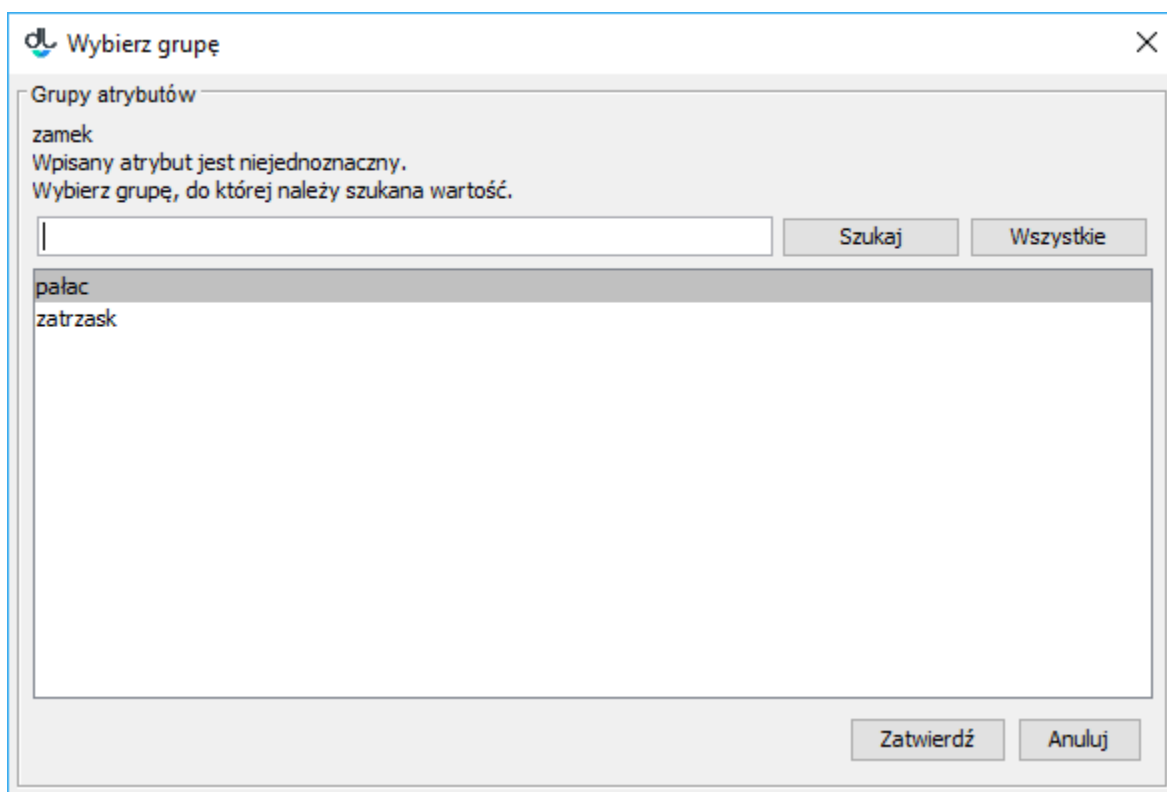 dL Wybierz grupę
Grupy atrybutów
zamek
Wpisany atrybut jest niejednoznaczny.
Wybierz grupę, do której należy szukana wartość.
Szukaj Wszystkie
pałac
zatrzask
Zatwierdź Anuluj